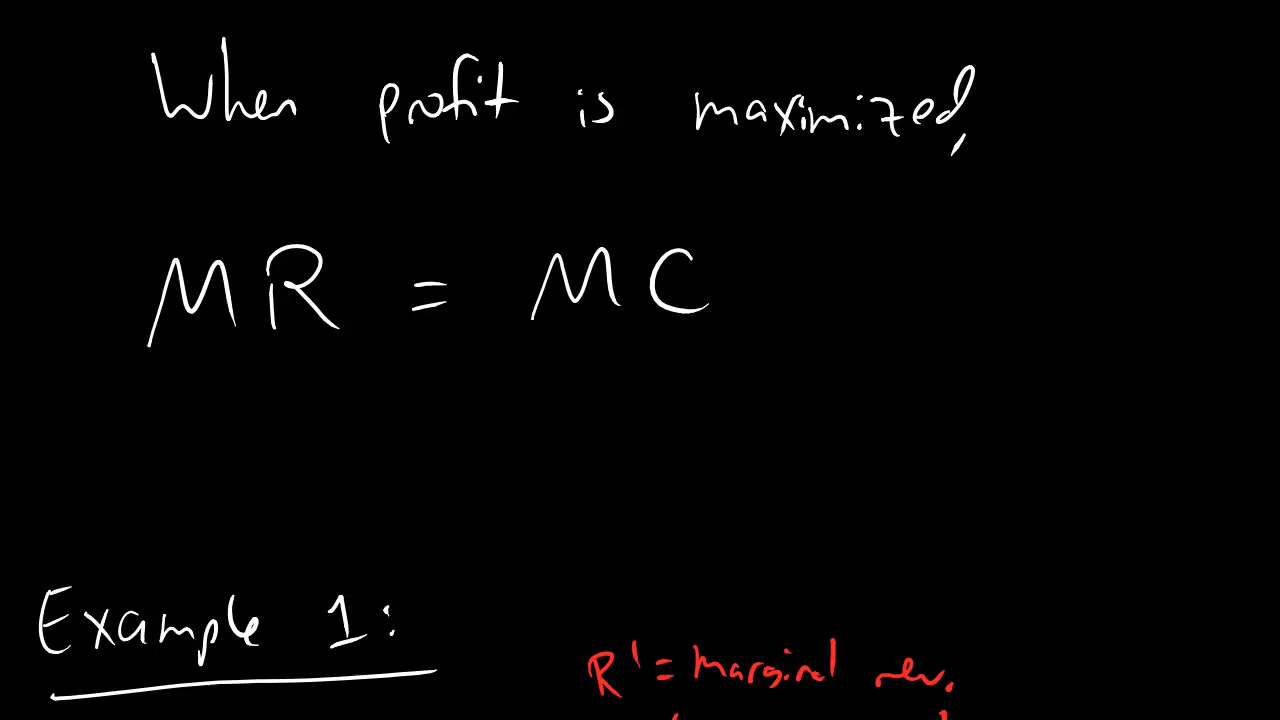 When profit is maximized,
MR = MC
Example 1:
R' = marginal rev.